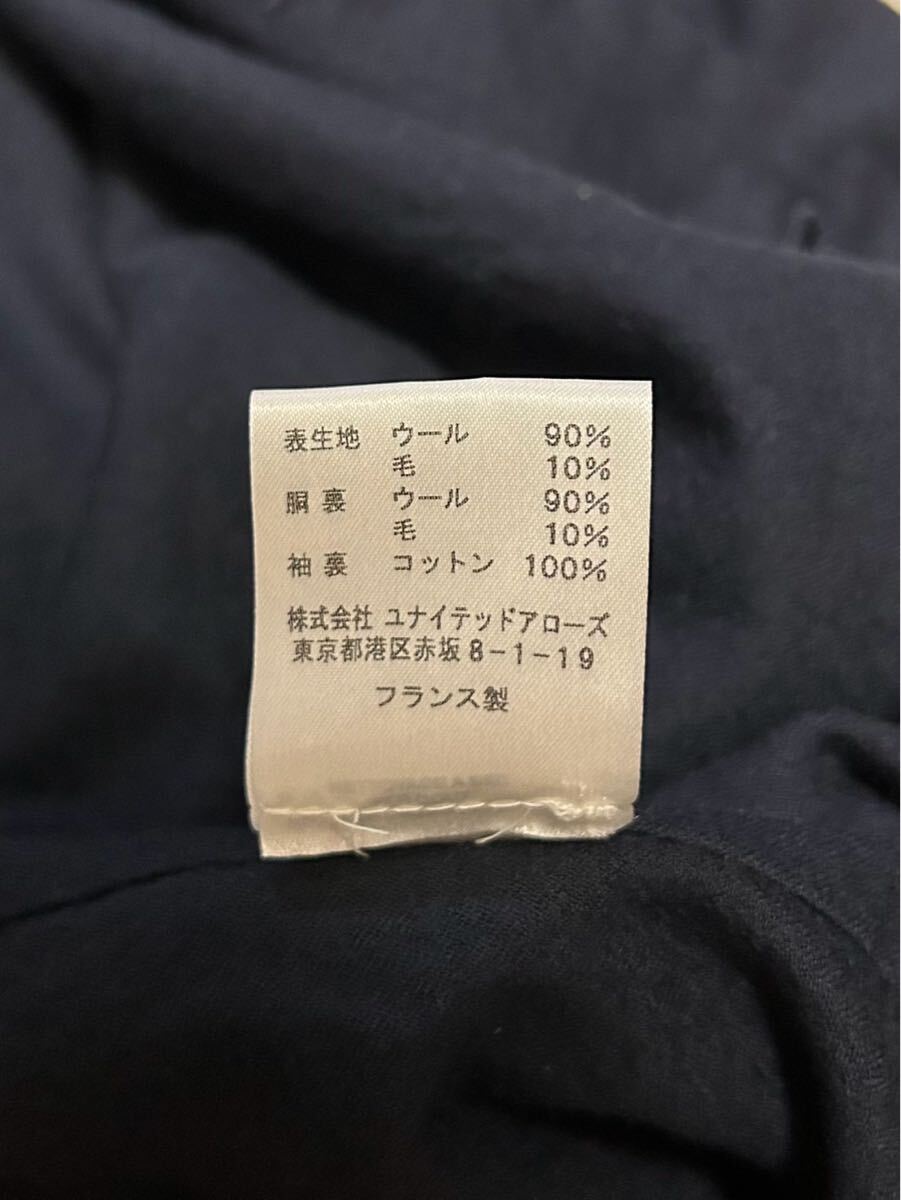 表生地 ウール 90%
毛 10%
胴裏 ウール 90%
毛 10%
袖裏 コットン 100%
株式会社 ユナイテッドアローズ
東京都港区赤坂8-1-19
フランス製